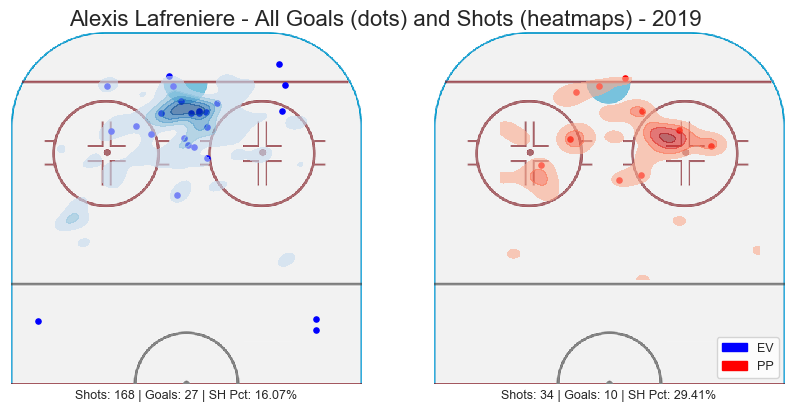 Alexis Lafreniere - All Goals (dots) and Shots (heatmaps) - 2019
EV
PP
Shots: 168 | Goals: 27 | SH Pct: 16.07%
Shots: 34 | Goals: 10 | SH Pct: 29.41%